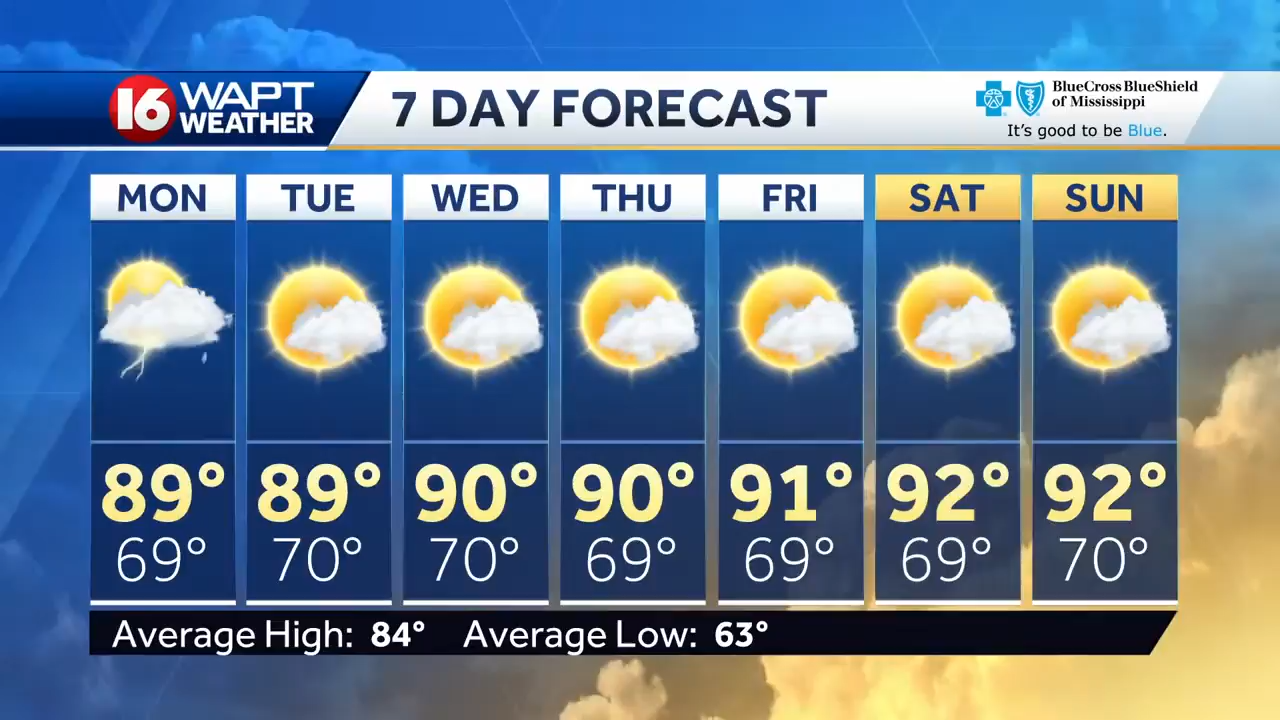 16 WAPT WEATHER
7 DAY FORECAST
BlueCross BlueShield
of Mississippi
It's good to be Blue.
MON TUE WED THU FRI SAT SUN
89° 89° 90° 90° 91° 92° 92°
69° 70° 70° 69° 69° 69° 70°
Average High: 84° Average Low: 63°